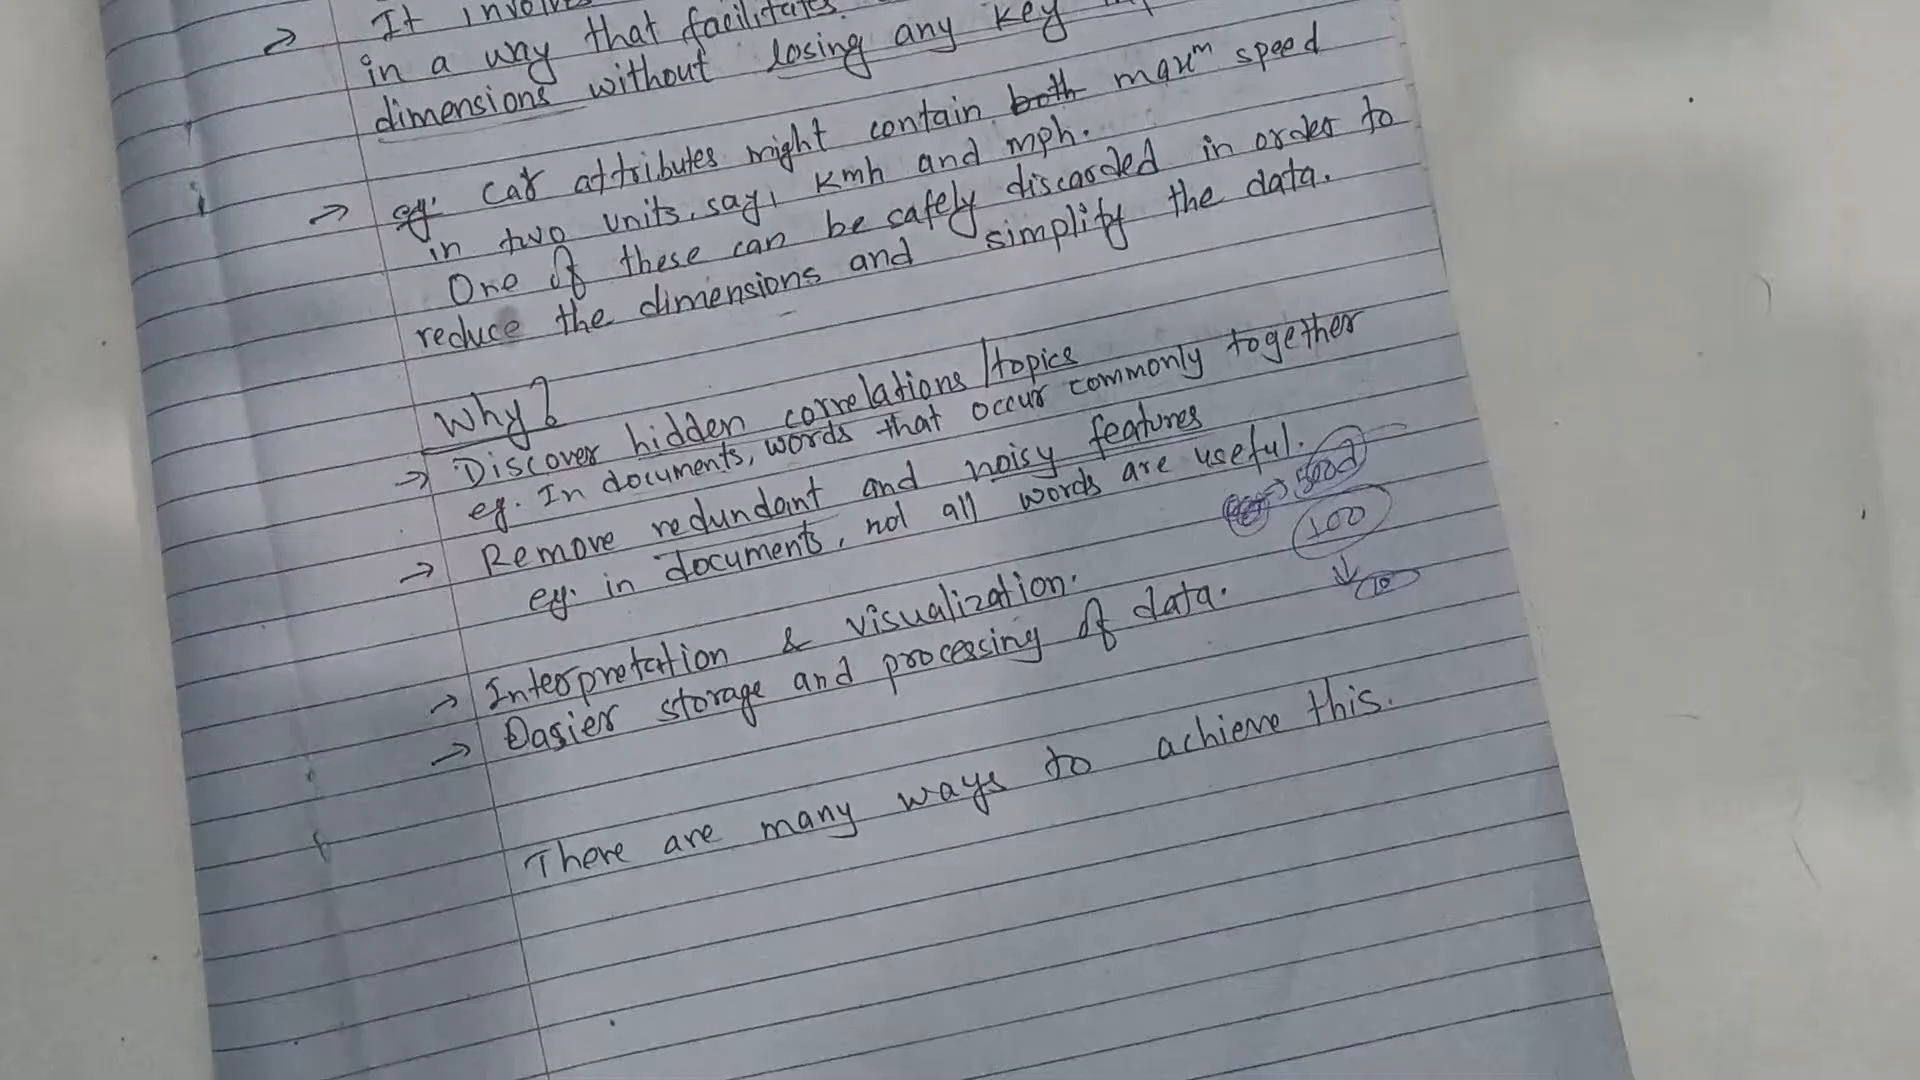 → It involves
in a way that facilitates
dimensions without losing any key
→ eg: car attributes might contain both maxm speed
in two units, say, kmh and mph.
One of these can be safely discarded in order to
reduce the dimensions and simplify the data.
Why?
→ Discover hidden correlations/topics
eg. In documents, words that occur commonly together
→ Remove redundant and noisy features
eg. in documents, not all words are useful.
→ 500d
100
↓ 10
→ Interpretation & visualization.
→ Easier storage and processing of data.
There are many ways to achieve this.